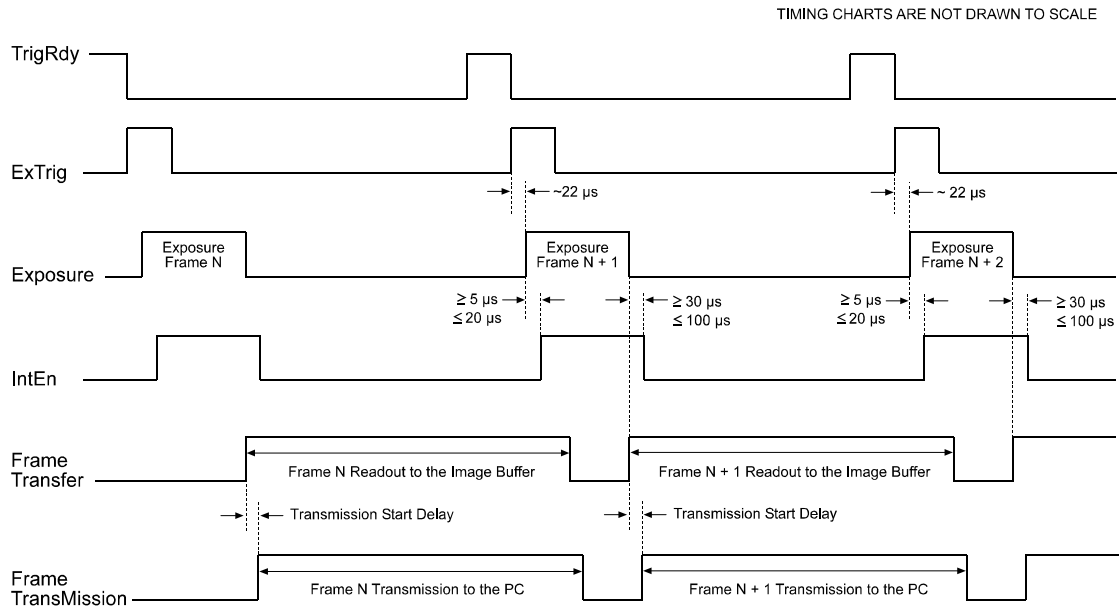 TIMING CHARTS ARE NOT DRAWN TO SCALE
TrigRdy
ExTrig
~22 µs
~ 22 µs
Exposure
Exposure
Frame N
Exposure
Frame N + 1
Exposure
Frame N + 2
≥ 5 µs
≤ 20 µs
≥ 30 µs
≤ 100 µs
≥ 5 µs
≤ 20 µs
≥ 30 µs
≤ 100 µs
IntEn
Frame
Transfer
Frame N Readout to the Image Buffer
Frame N + 1 Readout to the Image Buffer
Transmission Start Delay
Transmission Start Delay
Frame
TransMission
Frame N Transmission to the PC
Frame N + 1 Transmission to the PC